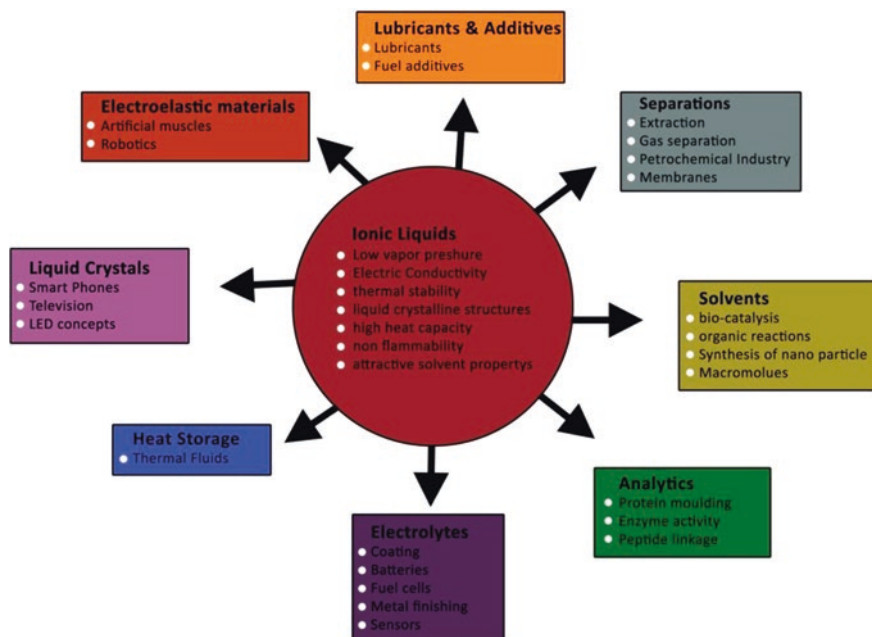 Lubricants & Additives
Lubricants
Fuel additives
Electroelastic materials
Artificial muscles
Robotics
Separations
Extraction
Gas separation
Petrochemical Industry
Membranes
Ionic Liquids
Low vapor preshure
Electric Conductivity
thermal stability
liquid crystalline structures
high heat capacity
non flammability
attractive solvent propertys
Liquid Crystals
Smart Phones
Television
LED concepts
Solvents
bio-catalysis
organic reactions
Synthesis of nano particle
Macromolues
Heat Storage
Thermal Fluids
Analytics
Protein moulding
Enzyme activity
Peptide linkage
Electrolytes
Coating
Batteries
Fuel cells
Metal finishing
Sensors